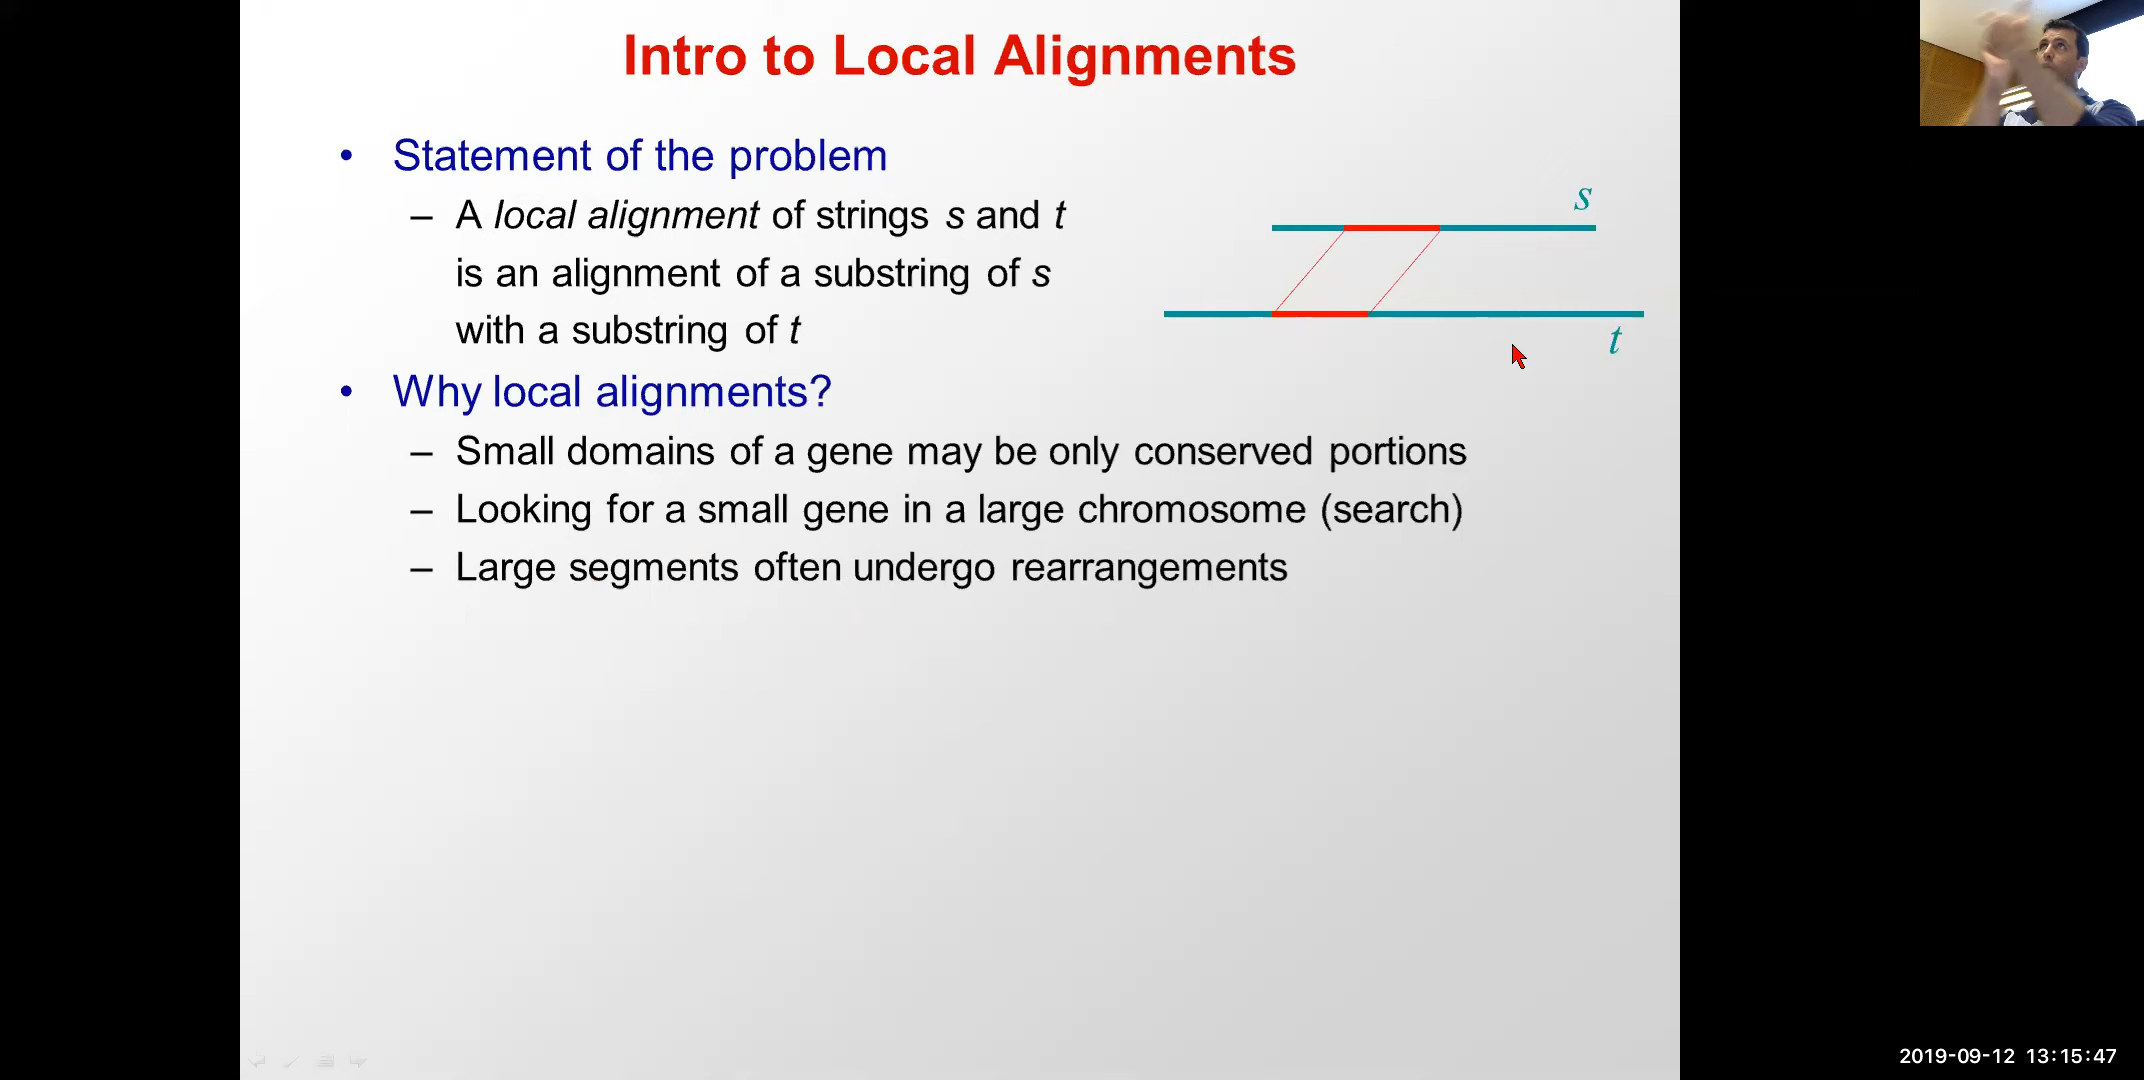 Intro to Local Alignments
• Statement of the problem
– A local alignment of strings s and t
is an alignment of a substring of s
with a substring of t
s
t
• Why local alignments?
– Small domains of a gene may be only conserved portions
– Looking for a small gene in a large chromosome (search)
– Large segments often undergo rearrangements
2019-09-12 13:15:47